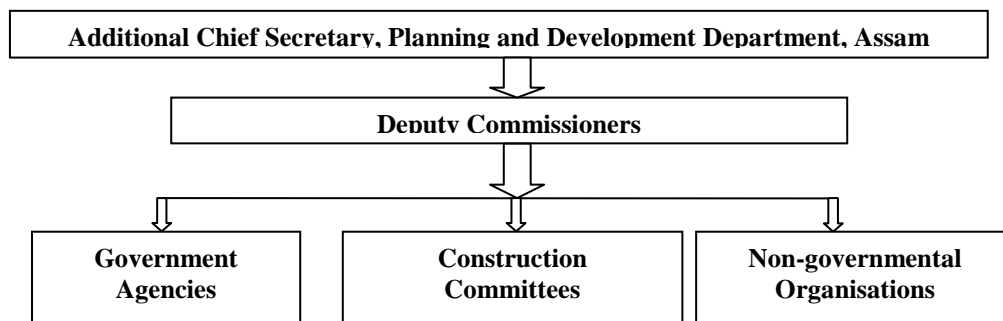 Additional Chief Secretary, Planning and Development Department, Assam
Deputy Commissioners
Government
Agencies
Construction
Committees
Non-governmental
Organisations